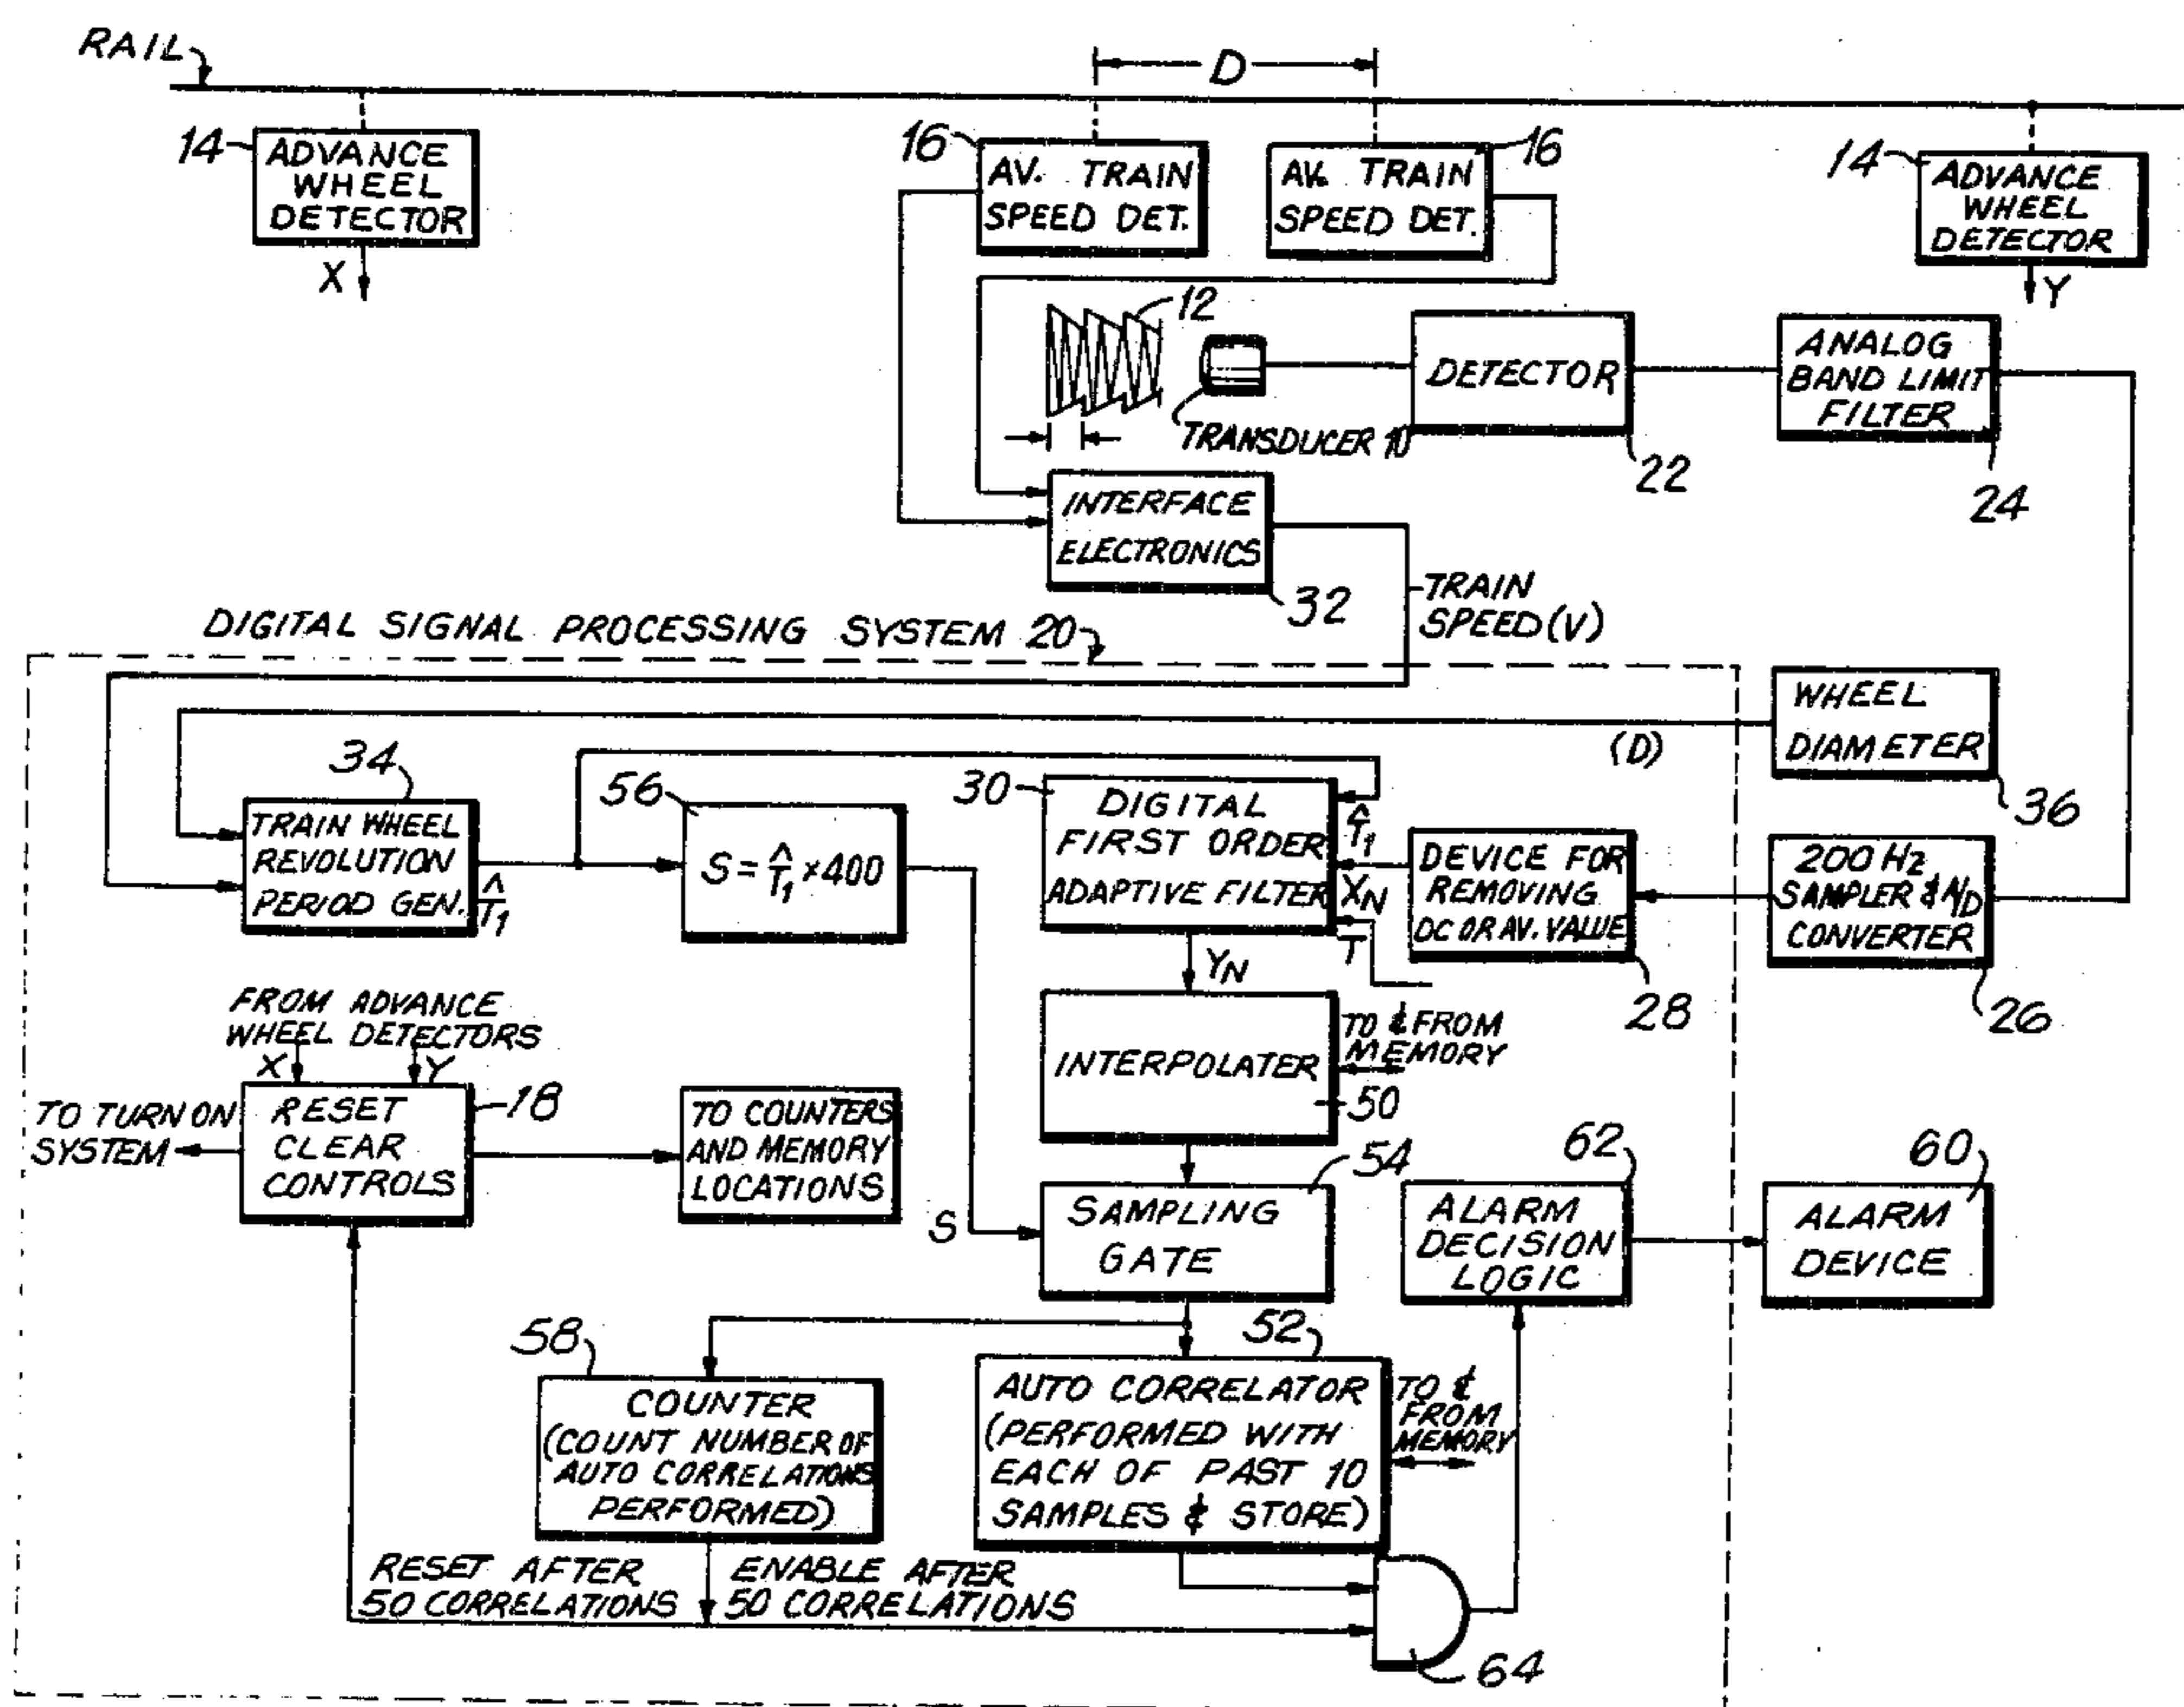 RAIL
D
14
ADVANCE
WHEEL
DETECTOR
X
16
AV. TRAIN
SPEED DET.
16
AV. TRAIN
SPEED DET.
14
ADVANCE
WHEEL
DETECTOR
Y
12
TRANSDUCER 10
DETECTOR
22
ANALOG
BAND LIMIT
FILTER
24
INTERFACE
ELECTRONICS
32
TRAIN
SPEED (V)
DIGITAL SIGNAL PROCESSING SYSTEM 20
WHEEL
DIAMETER
36
(D)
34
TRAIN WHEEL
REVOLUTION
PERIOD GEN.
T̂1
56
S = T̂1 × 400
30
DIGITAL
FIRST ORDER
ADAPTIVE FILTER
T̂1
XN
T
YN
DEVICE FOR
REMOVING
DC OR AV. VALUE
28
200 Hz
SAMPLER & A/D
CONVERTER
26
FROM ADVANCE
WHEEL DETECTORS
X
Y
TO TURN ON
SYSTEM
RESET
CLEAR
CONTROLS
18
TO COUNTERS
AND MEMORY
LOCATIONS
INTERPOLATER
50
TO & FROM
MEMORY
S
SAMPLING
GATE
54
62
ALARM
DECISION
LOGIC
60
ALARM
DEVICE
58
COUNTER
(COUNT NUMBER OF
AUTO CORRELATIONS
PERFORMED)
52
AUTO CORRELATOR
(PERFORMED WITH
EACH OF PAST 10
SAMPLES & STORE)
TO &
FROM
MEMORY
RESET AFTER
50 CORRELATIONS
ENABLE AFTER
50 CORRELATIONS
64